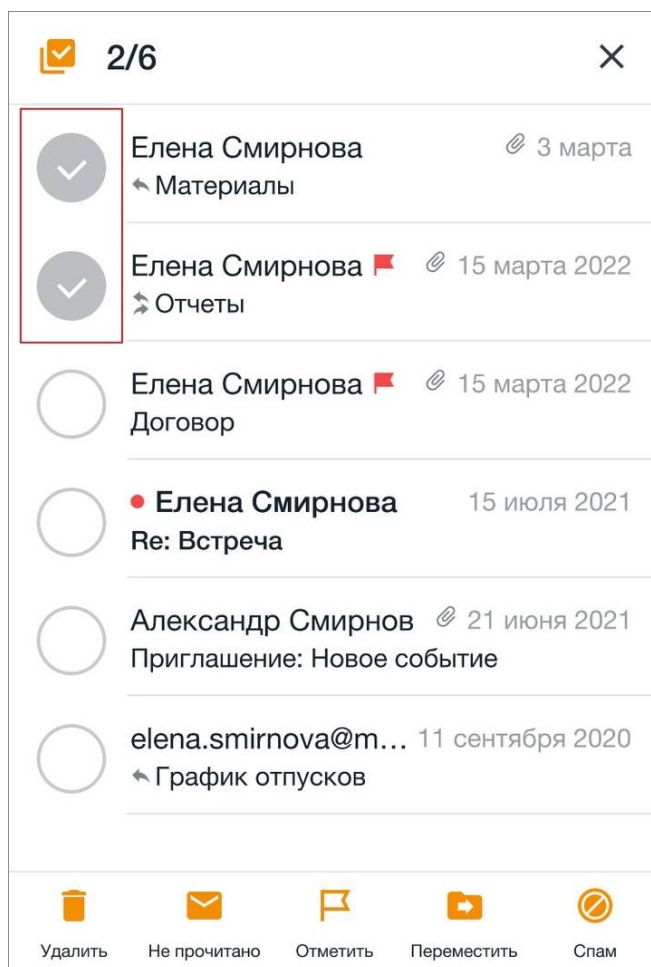 2/6
Елена Смирнова 3 марта
Материалы
Елена Смирнова 15 марта 2022
Отчеты
Елена Смирнова 15 марта 2022
Договор
Елена Смирнова 15 июля 2021
Re: Встреча
Александр Смирнов 21 июня 2021
Приглашение: Новое событие
elena.smirnova@m... 11 сентября 2020
График отпусков
Удалить Не прочитано Отметить Переместить Спам